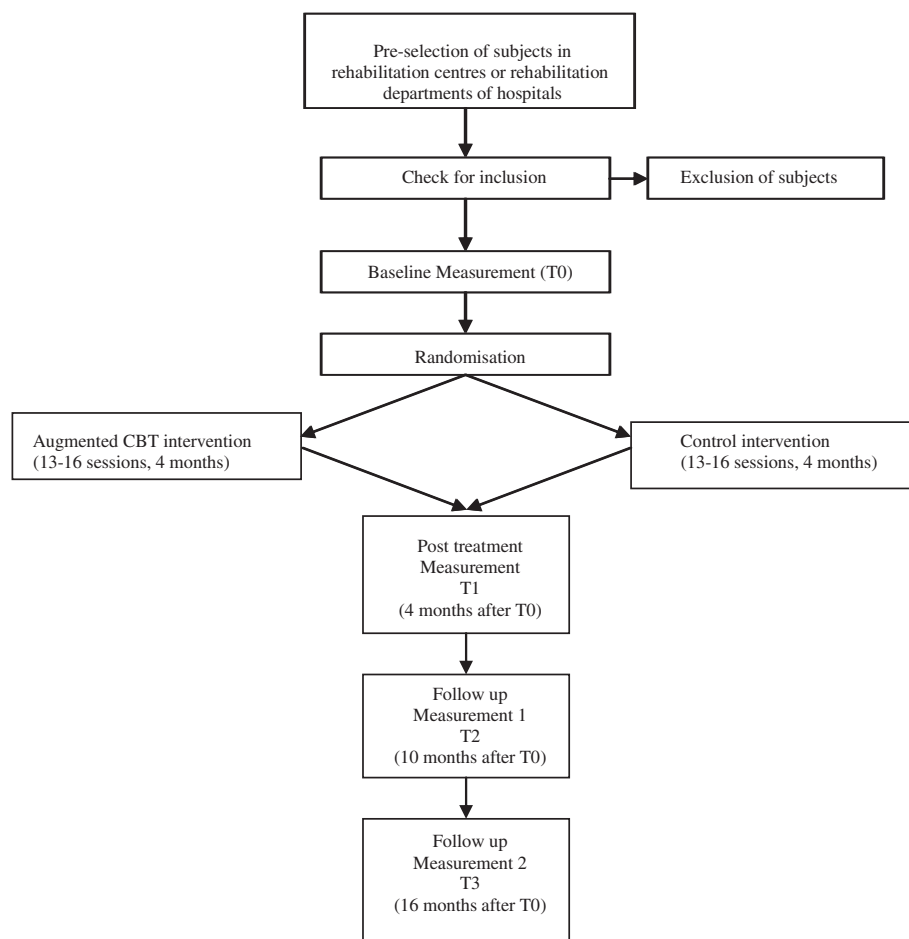 Pre-selection of subjects in
rehabilitation centres or rehabilitation
departments of hospitals
Check for inclusion
Exclusion of subjects
Baseline Measurement (T0)
Randomisation
Augmented CBT intervention
(13-16 sessions, 4 months)
Control intervention
(13-16 sessions, 4 months)
Post treatment
Measurement
T1
(4 months after T0)
Follow up
Measurement 1
T2
(10 months after T0)
Follow up
Measurement 2
T3
(16 months after T0)